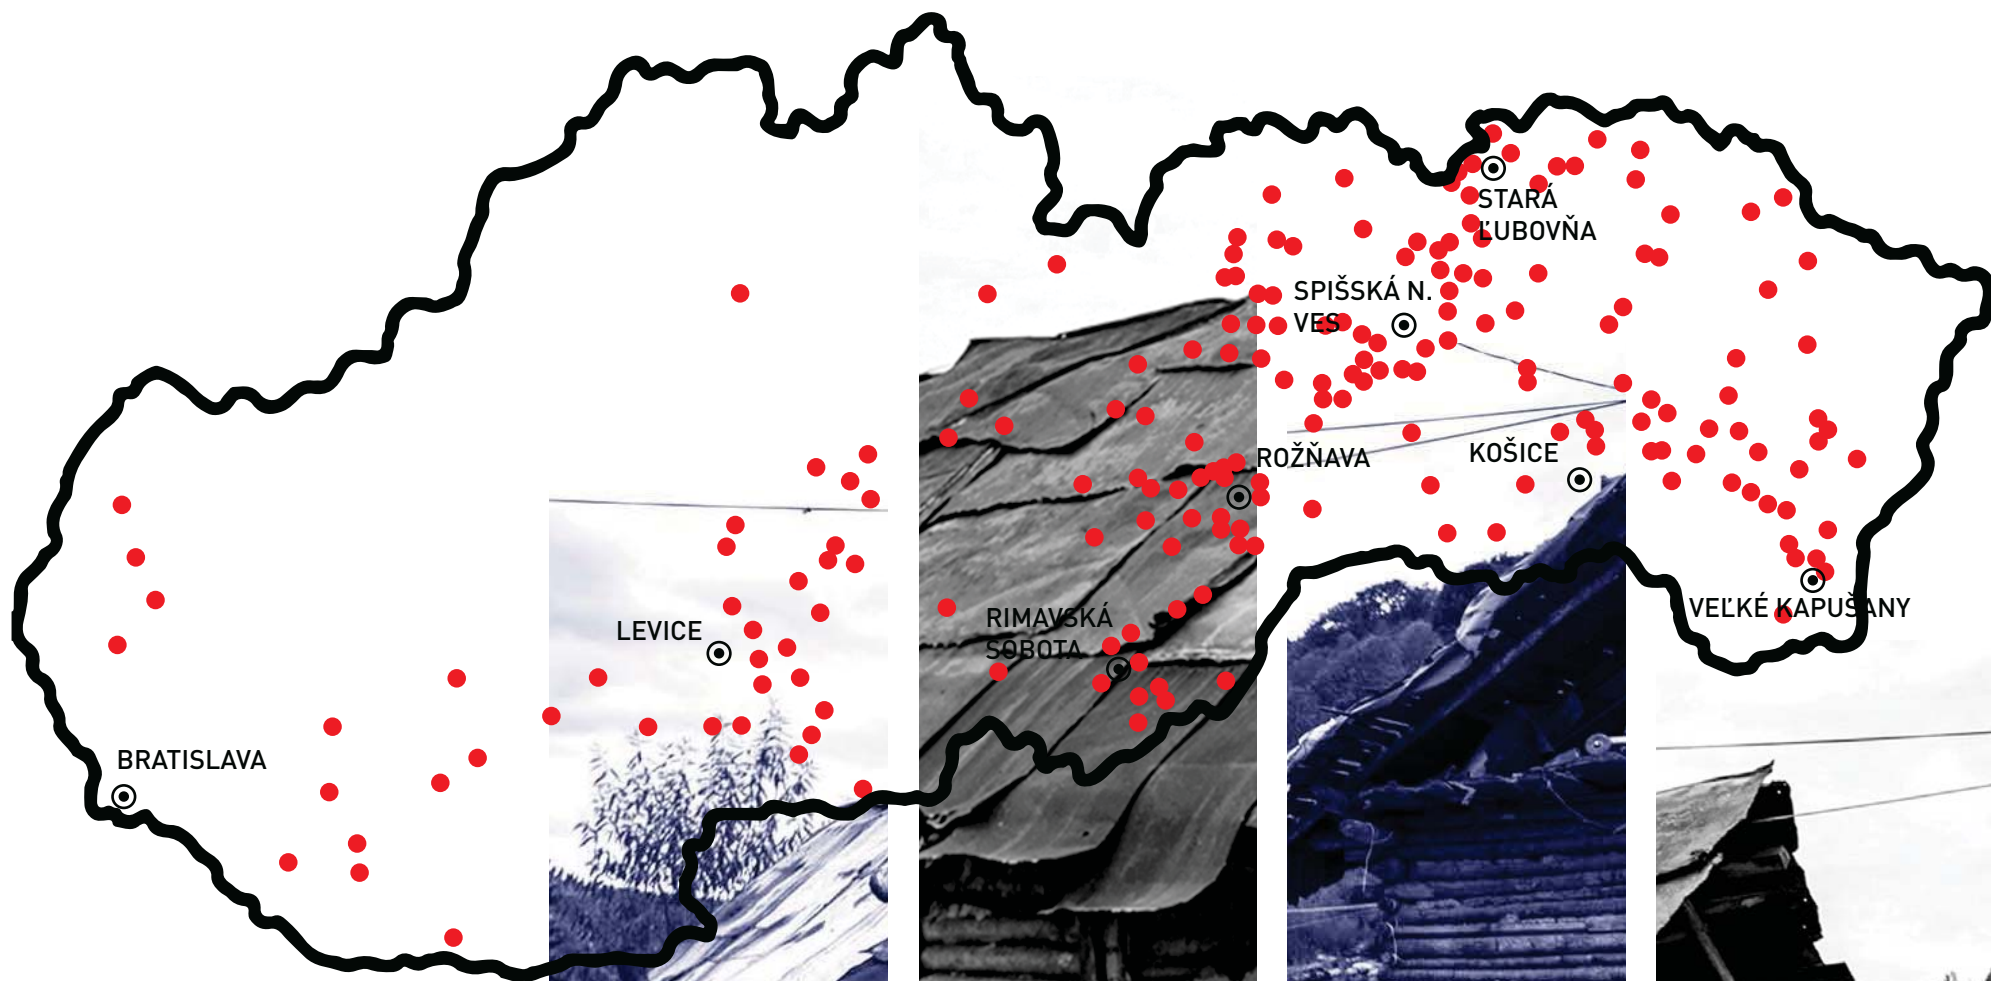 STARÁ
ĽUBOVŇA
SPIŠSKÁ N.
VES
ROŽŇAVA
KOŠICE
VEĽKÉ KAPUŠANY
RIMAVSKÁ
SOBOTA
LEVICE
BRATISLAVA